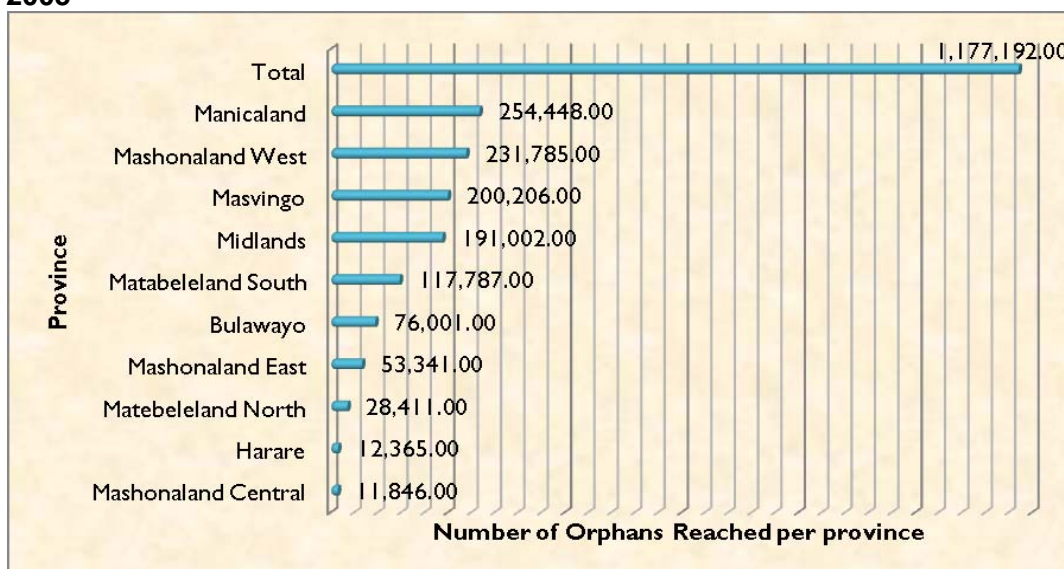 Total 1,177,192.00
Manicaland 254,448.00
Mashonaland West 231,785.00
Masvingo 200,206.00
Midlands 191,002.00
Matabeleland South 117,787.00
Bulawayo 76,001.00
Mashonaland East 53,341.00
Matebeleland North 28,411.00
Harare 12,365.00
Mashonaland Central 11,846.00
Province
Number of Orphans Reached per province